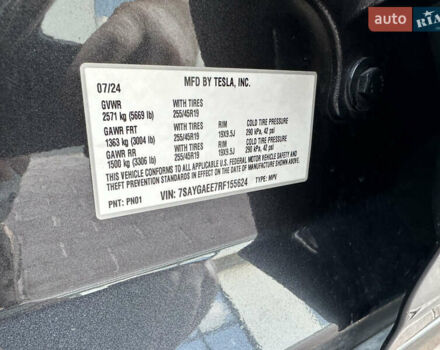 auto RIA
MFD BY TESLA, INC.
07/24
GVWR WITH TIRES
2571 kg (5669 lb) 255/45R19
GAWR FRT WITH TIRES RIM COLD TIRE PRESSURE
1363 kg (3004 lb) 255/45R19 19X9.5J 290 kPa, 42 psi
GAWR RR WITH TIRES RIM COLD TIRE PRESSURE
1500 kg (3306 lb) 255/45R19 19X9.5J 290 kPa, 42 psi
THIS VEHICLE CONFORMS TO ALL APPLICABLE U.S. FEDERAL MOTOR VEHICLE SAFETY
AND THEFT PREVENTION STANDARDS IN EFFECT ON THE DATE OF MANUFACTURE SHOWN ABOVE.
PNT: PN01 VIN: 7SAYGAEE7RF155624 TYPE: MPV